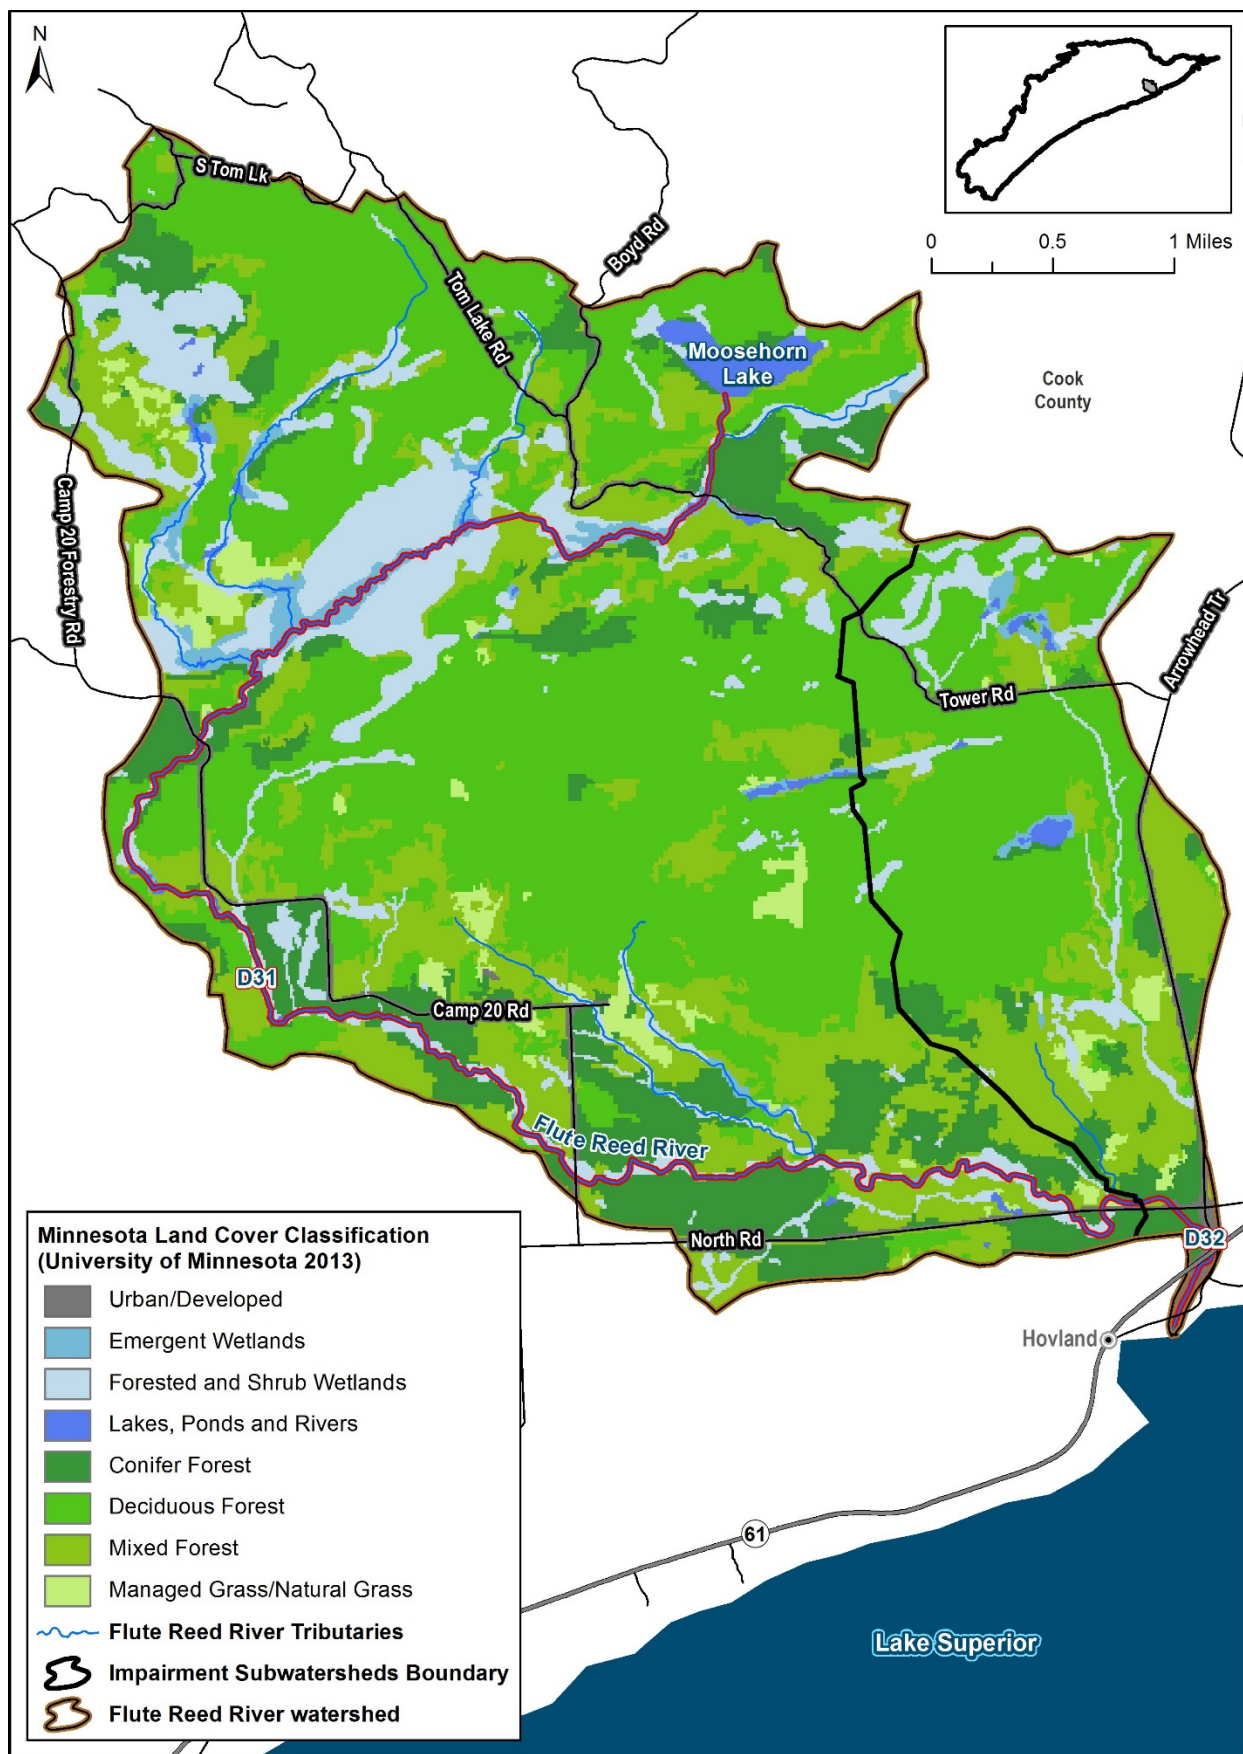 N
S Tom Lk
Boyd Rd
0 0.5 1 Miles
Tom Lake Rd
Moosehorn
Lake
Cook
County
Camp 20 Forestry Rd
Arrowhead Tr
Tower Rd
D31
Camp 20 Rd
Flute Reed River
North Rd
D32
Hovland
61
Lake Superior
Minnesota Land Cover Classification
(University of Minnesota 2013)
Urban/Developed
Emergent Wetlands
Forested and Shrub Wetlands
Lakes, Ponds and Rivers
Conifer Forest
Deciduous Forest
Mixed Forest
Managed Grass/Natural Grass
Flute Reed River Tributaries
Impairment Subwatersheds Boundary
Flute Reed River watershed